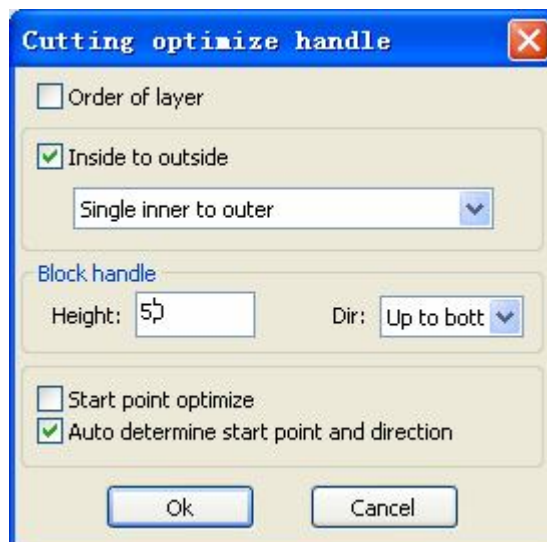 Cutting optimize handle
Order of layer
Inside to outside
Single inner to outer
Block handle
Height:
Dir: Up to bott
Start point optimize
Auto determine start point and direction
Ok Cancel